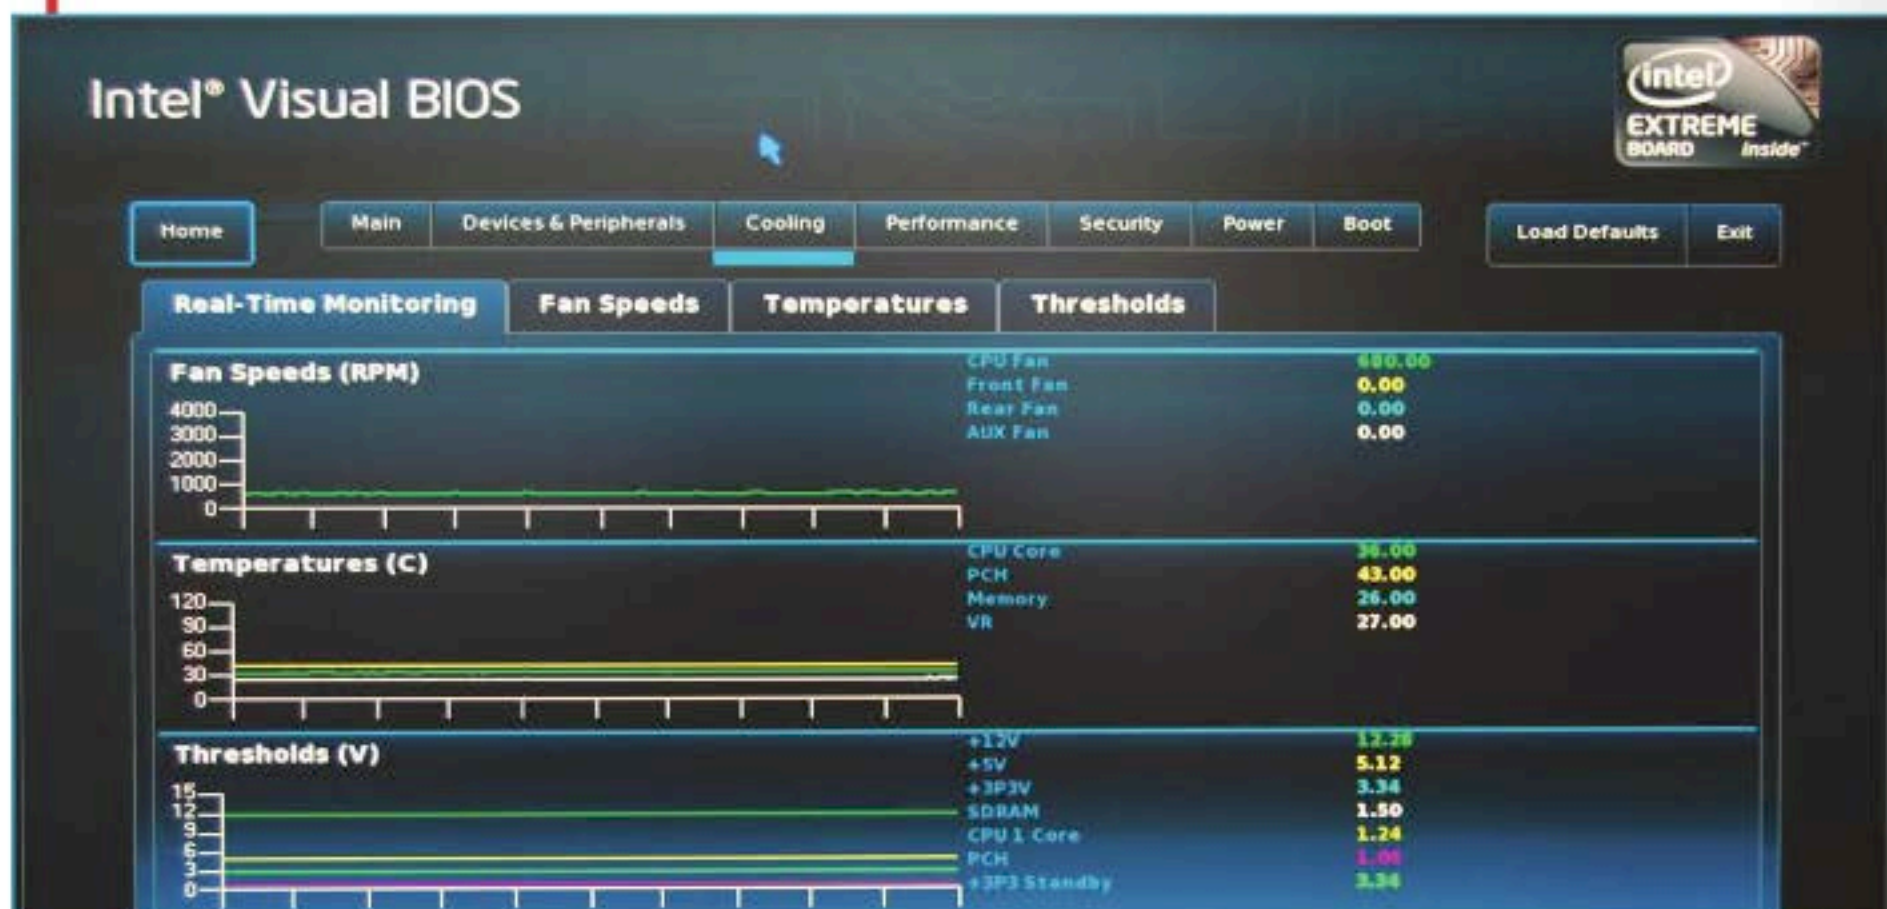 Intel® Visual BIOS
intel
EXTREME
BOARD inside™
Home
Main Devices & Peripherals Cooling Performance Security Power Boot
Load Defaults Exit
Real-Time Monitoring Fan Speeds Temperatures Thresholds
Fan Speeds (RPM)
4000
3000
2000
1000
0
CPU Fan 680.00
Front Fan 0.00
Rear Fan 0.00
AUX Fan 0.00
Temperatures (C)
120
90
60
30
0
CPU Core 36.00
PCH 43.00
Memory 26.00
VR 27.00
Thresholds (V)
15
12
9
6
3
0
+12V
+5V 5.12
+3P3V 3.34
SDRAM 1.50
CPU 1 Core 1.24
PCH
+3P3 Standby 3.34